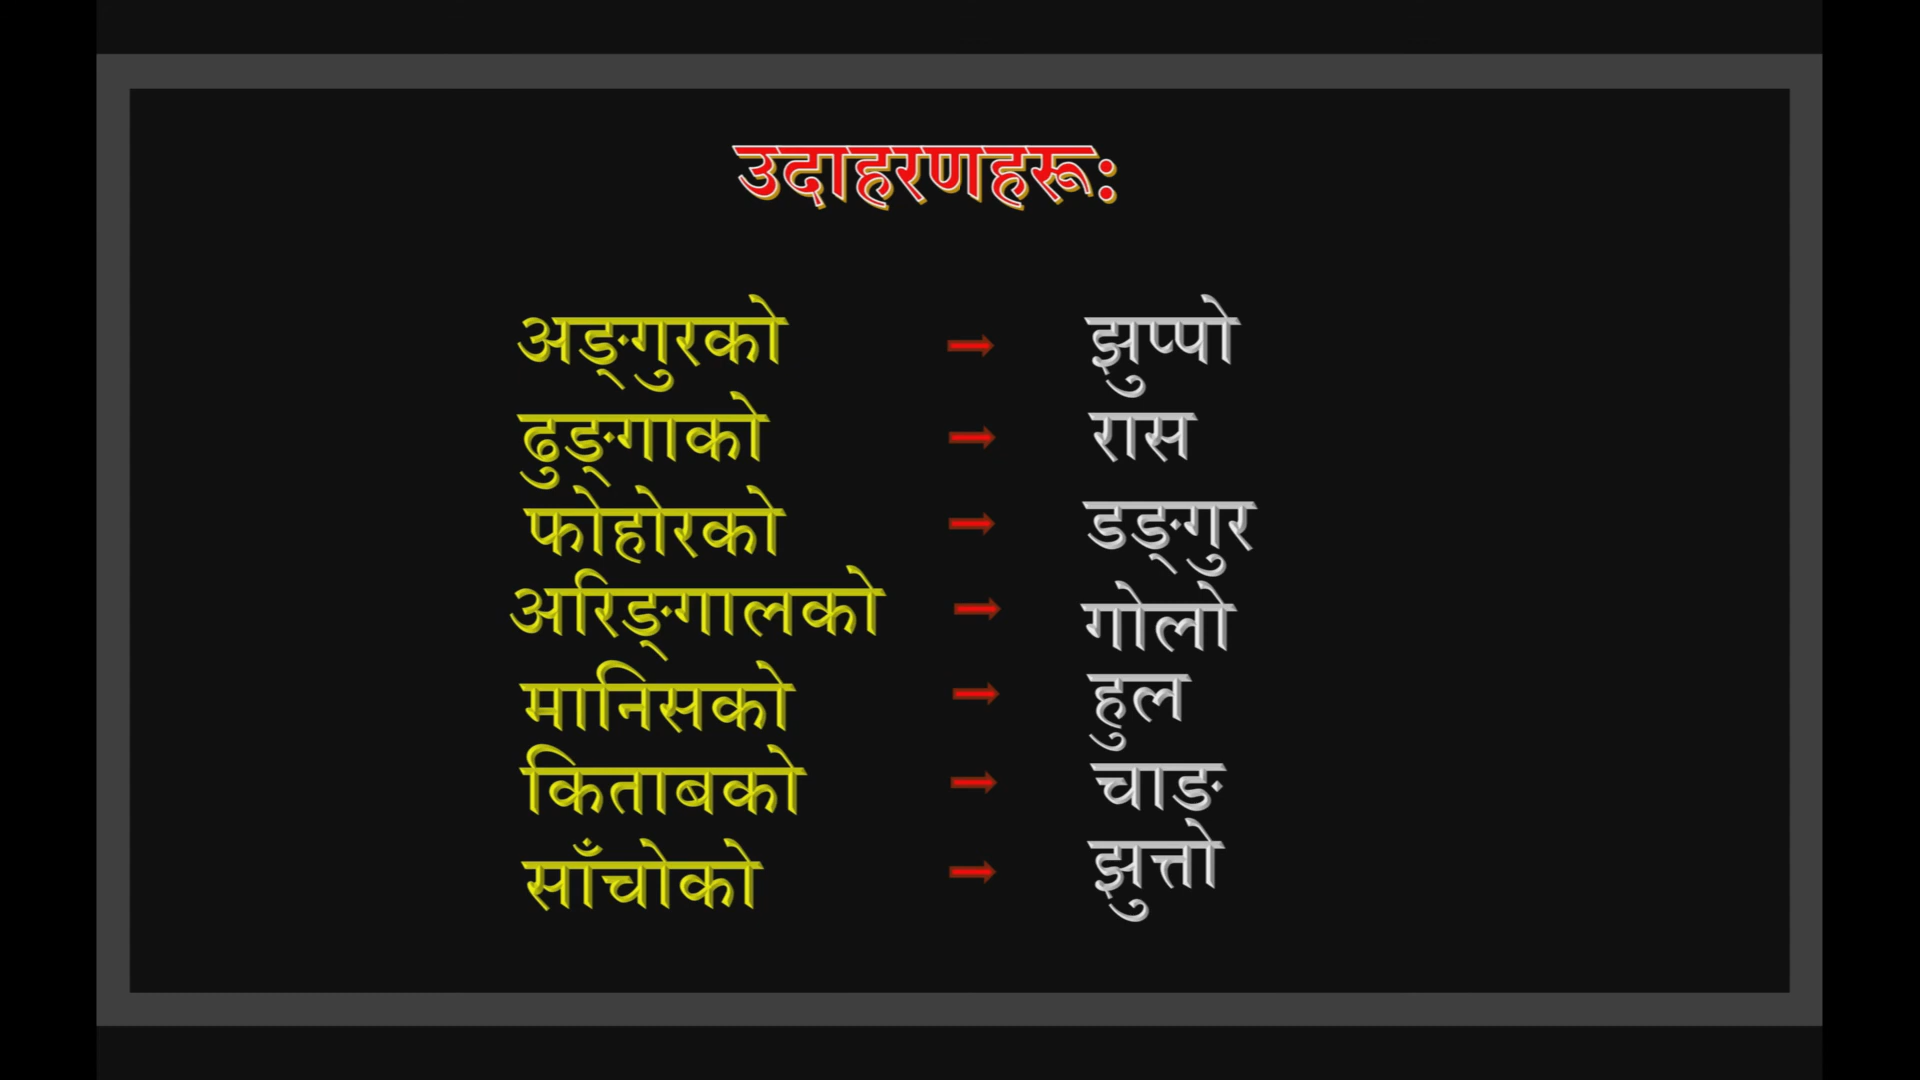 उदाहरणहरू:
अङ्गुरको → झुप्पो
ढुङ्गाको → रास
फोहोरको → डङ्गुर
अरिङ्गालको → गोलो
मानिसको → हुल
किताबको → चाङ
साँचोको → झुत्तो